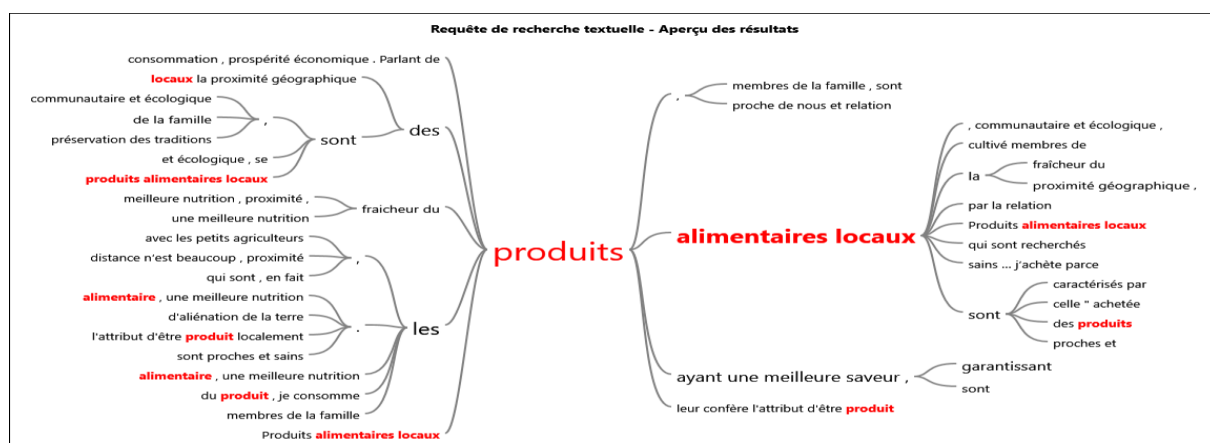 Requête de recherche textuelle - Aperçu des résultats
consommation , prospérité économique . Parlant de
locaux la proximité géographique
communautaire et écologique
de la famille
préservation des traditions
,
et écologique , se
produits alimentaires locaux
sont
des
meilleure nutrition , proximité ,
une meilleure nutrition
fraicheur du
avec les petits agriculteurs
distance n'est beaucoup , proximité
qui sont , en fait
,
alimentaire , une meilleure nutrition
d'aliénation de la terre
l'attribut d'être produit localement
sont proches et sains
.
alimentaire , une meilleure nutrition
du produit , je consomme
membres de la famille
les
Produits alimentaires locaux
produits
,
membres de la famille , sont
proche de nous et relation
alimentaires locaux
, communautaire et écologique ,
cultivé membres de
la
fraîcheur du
proximité géographique ,
par la relation
Produits alimentaires locaux
qui sont recherchés
sains ... j'achète parce
sont
caractérisés par
celle " achetée
des produits
proches et
ayant une meilleure saveur ,
garantissant
sont
leur confère l'attribut d'être produit